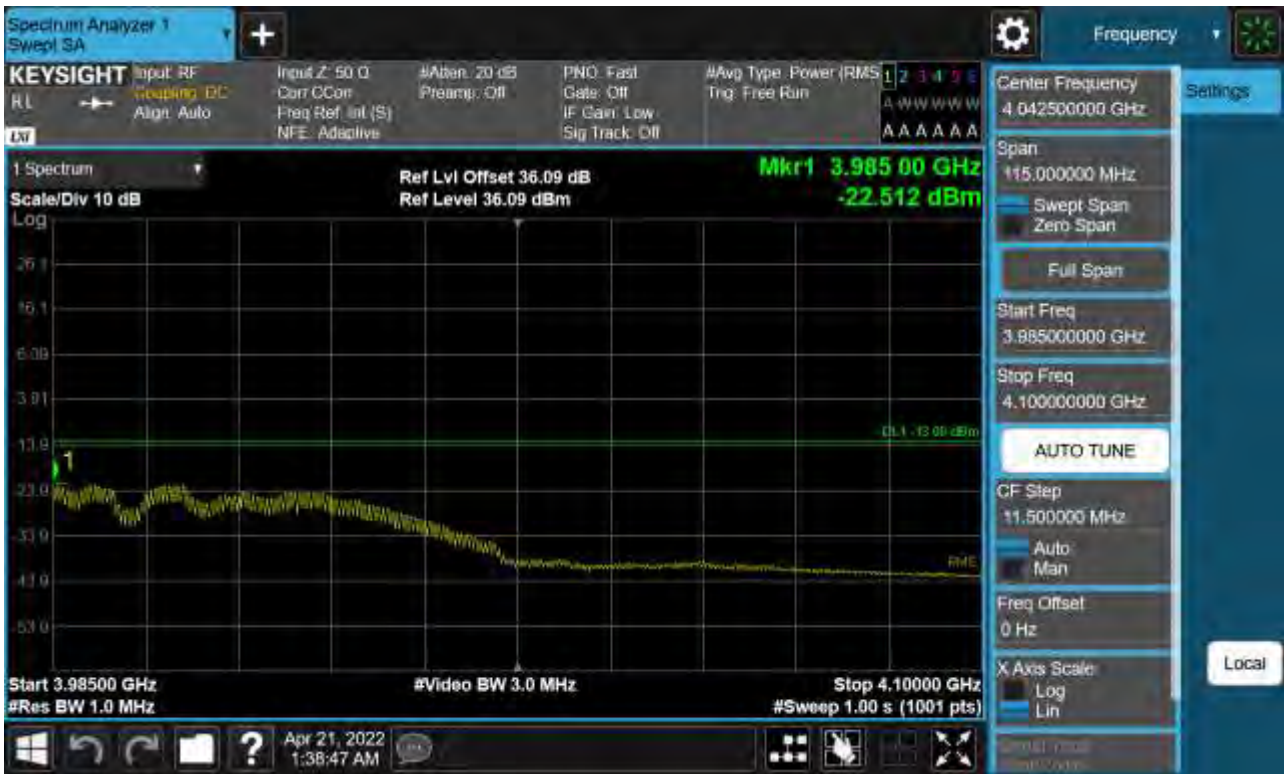 Spectrum Analyzer 1
Swept SA
+
Frequency
KEYSIGHT
RL
Input: RF
Coupling: DC
Align: Auto
Input Z: 50 Ω
Corr CCorr
Freq Ref: Int (S)
NFE: Adaptive
#Atten: 20 dB
Preamp: Off
PNO: Fast
Gate: Off
IF Gain: Low
Sig Track: Off
#Avg Type: Power (RMS
Trig: Free Run
1 2 3 4 5 6
A W W W W W
A A A A A A
1 Spectrum
Scale/Div 10 dB
Log
Ref Lvl Offset 36.09 dB
Ref Level 36.09 dBm
Mkr1 3.985 00 GHz
-22.512 dBm
26.1
16.1
6.09
-3.91
-13.9
-23.9
-33.9
-43.9
-53.9
DL1 -13.00 dBm
1
Start 3.98500 GHz
#Res BW 1.0 MHz
#Video BW 3.0 MHz
Stop 4.10000 GHz
#Sweep 1.00 s (1001 pts)
Center Frequency
4.042500000 GHz
Span
115.000000 MHz
Swept Span
Zero Span
Full Span
Start Freq
3.985000000 GHz
Stop Freq
4.100000000 GHz
AUTO TUNE
CF Step
11.500000 MHz
Auto
Man
Freq Offset
0 Hz
X Axis Scale
Log
Lin
Settings
Local
?
Apr 21, 2022
1:38:47 AM